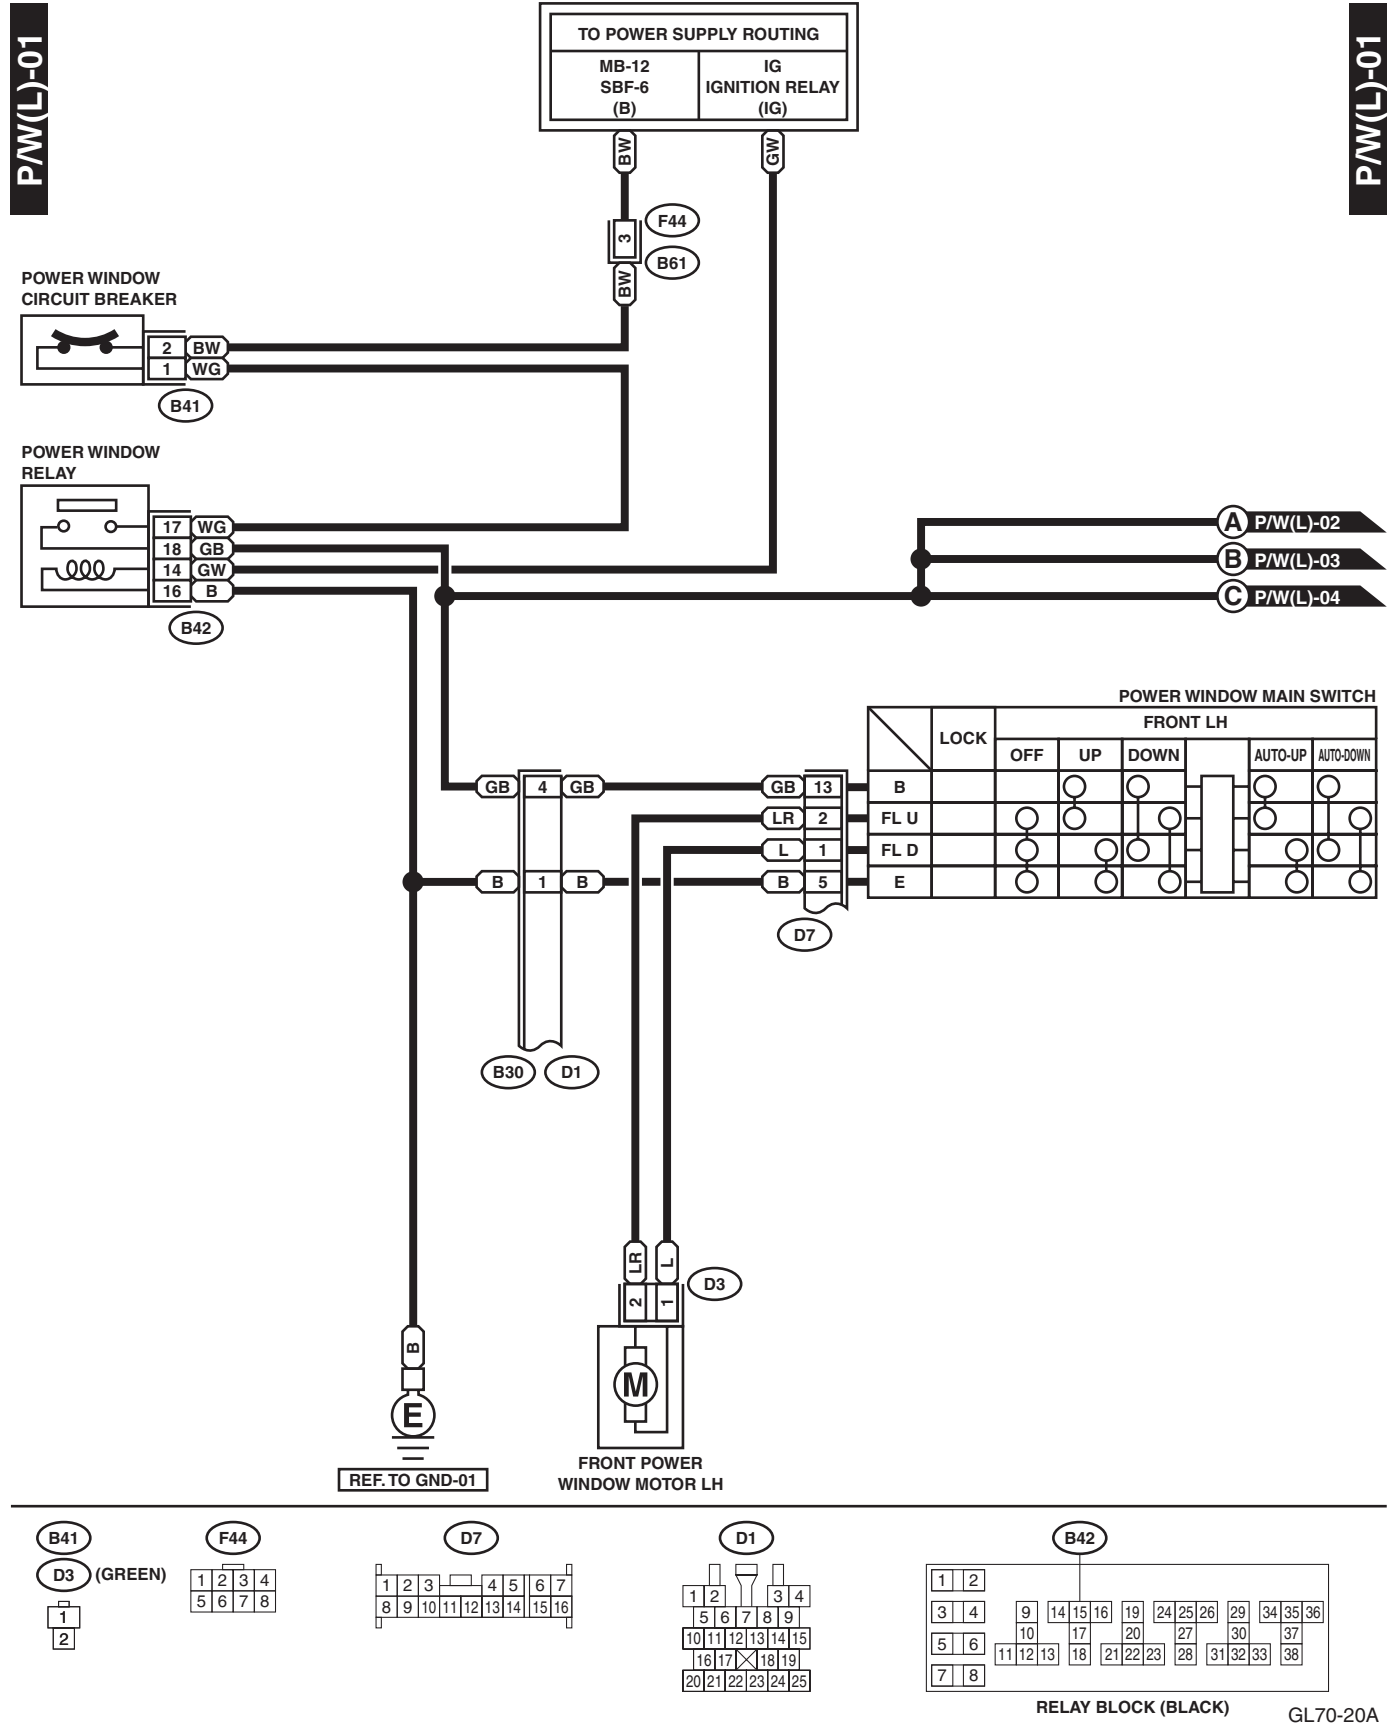 P/W(L)-01
P/W(L)-01
TO POWER SUPPLY ROUTING
MB-12
SBF-6
(B)
IG
IGNITION RELAY
(IG)
BW
GW
3
F44
B61
BW
POWER WINDOW
CIRCUIT BREAKER
2 BW
1 WG
B41
POWER WINDOW
RELAY
17 WG
18 GB
14 GW
16 B
B42
A P/W(L)-02
B P/W(L)-03
C P/W(L)-04
POWER WINDOW MAIN SWITCH
FRONT LH
LOCK
OFF UP DOWN AUTO-UP AUTO-DOWN
GB 4 GB GB 13 B
LR 2 FL U
L 1 FL D
B 1 B B 5 E
D7
B30 D1
LR L
2 1
D3
M
B
E
REF. TO GND-01
FRONT POWER
WINDOW MOTOR LH
B41
D3 (GREEN)
1
2
F44
1 2 3 4
5 6 7 8
D7
1 2 3 4 5 6 7
8 9 10 11 12 13 14 15 16
D1
1 2 3 4
5 6 7 8 9
10 11 12 13 14 15
16 17 18 19
20 21 22 23 24 25
B42
1 2
3 4 9 14 15 16 19 24 25 26 29 34 35 36
10 17 20 27 30 37
5 6 11 12 13 18 21 22 23 28 31 32 33 38
7 8
RELAY BLOCK (BLACK)
GL70-20A